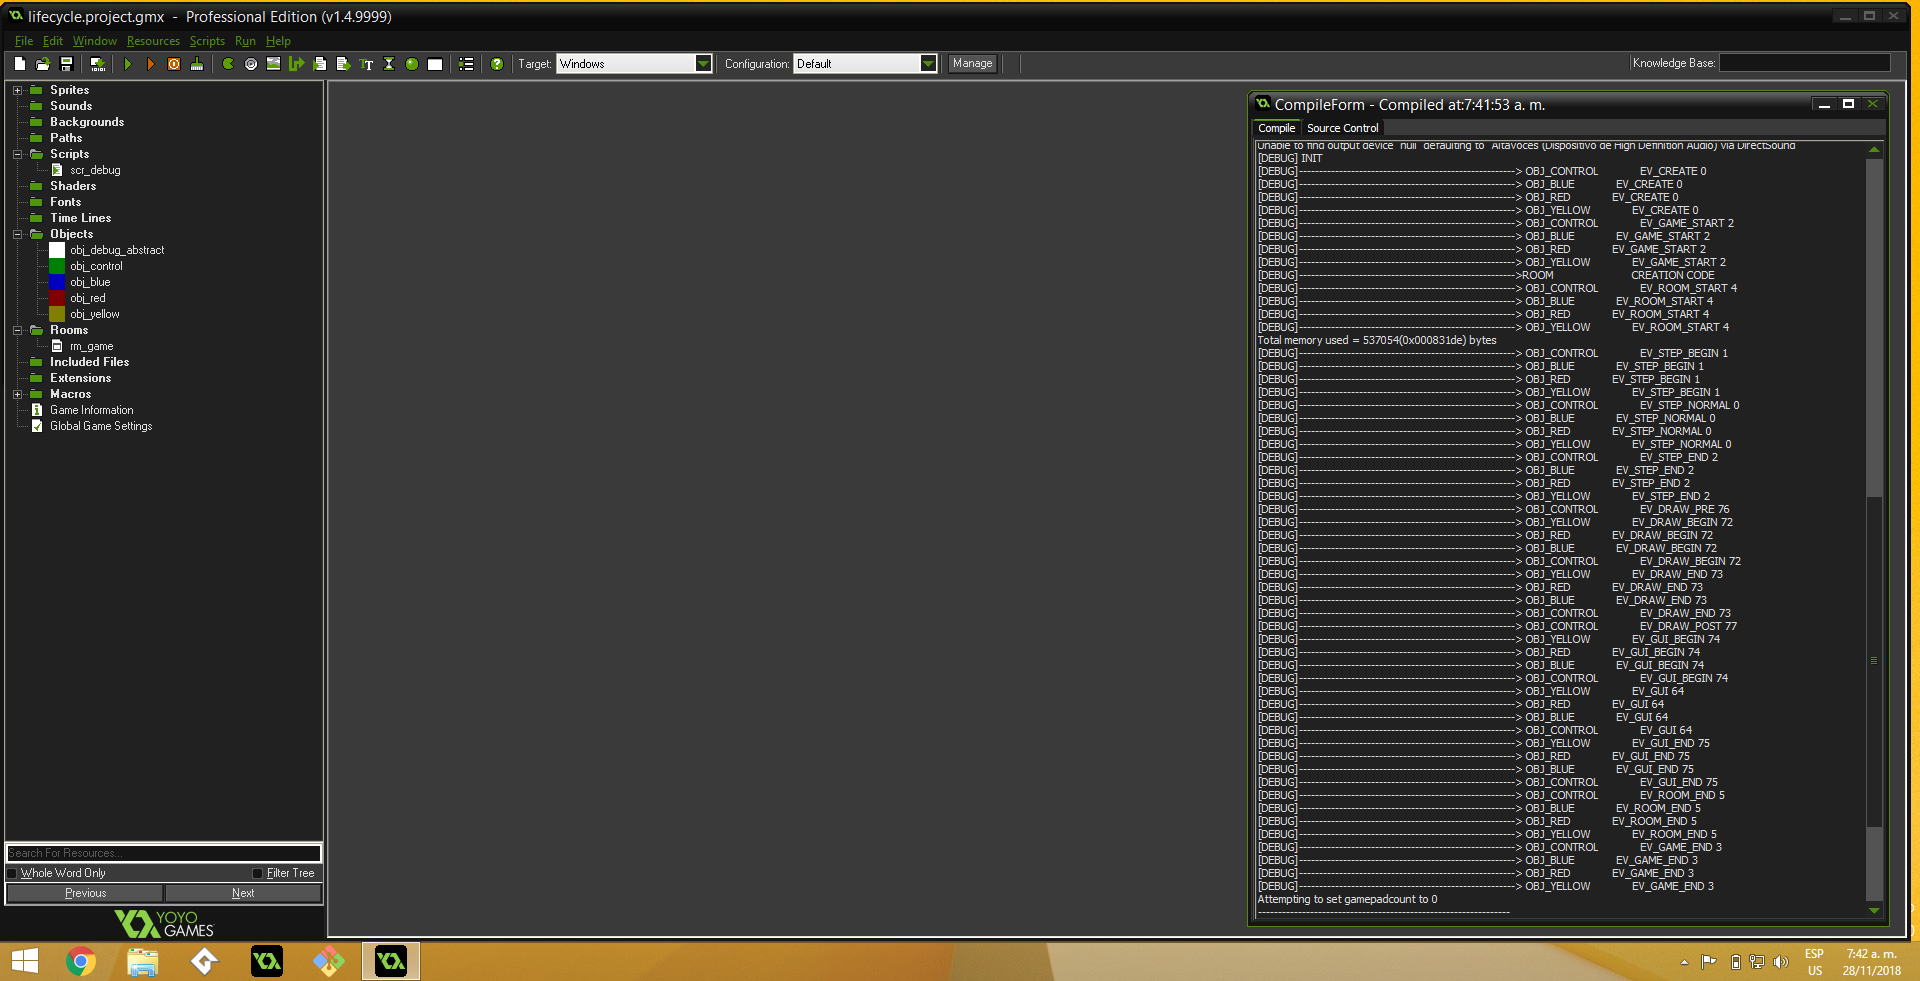 lifecycle.project.gmx - Professional Edition (v1.4.9999)
File Edit Window Resources Scripts Run Help
Target: Windows Configuration: Default Manage Knowledge Base:
Sprites
Sounds
Backgrounds
Paths
Scripts
scr_debug
Shaders
Fonts
Time Lines
Objects
obj_debug_abstract
obj_control
obj_blue
obj_red
obj_yellow
Rooms
rm_game
Included Files
Extensions
Macros
Game Information
Game Settings
Search For Resources...
Whole Word Only Filter Tree
Previous Next
YOYO
GAMES
CompileForm - Compiled at:7:41:53 a. m.
Compile Source Control
Unable to find output device "null" defaulting to "Altavoces (Dispositivo de High Definition Audio) via DirectSound
[DEBUG] INIT
[DEBUG]------------------------------------------------------> OBJ_CONTROL EV_CREATE 0
[DEBUG]------------------------------------------------------> OBJ_BLUE EV_CREATE 0
[DEBUG]------------------------------------------------------> OBJ_RED EV_CREATE 0
[DEBUG]------------------------------------------------------> OBJ_YELLOW EV_CREATE 0
[DEBUG]------------------------------------------------------> OBJ_CONTROL EV_GAME_START 2
[DEBUG]------------------------------------------------------> OBJ_BLUE EV_GAME_START 2
[DEBUG]------------------------------------------------------> OBJ_RED EV_GAME_START 2
[DEBUG]------------------------------------------------------> OBJ_YELLOW EV_GAME_START 2
[DEBUG]------------------------------------------------------>ROOM CREATION CODE
[DEBUG]------------------------------------------------------> OBJ_CONTROL EV_ROOM_START 4
[DEBUG]------------------------------------------------------> OBJ_BLUE EV_ROOM_START 4
[DEBUG]------------------------------------------------------> OBJ_RED EV_ROOM_START 4
[DEBUG]------------------------------------------------------> OBJ_YELLOW EV_ROOM_START 4
Total memory used = 537054(0x000831de) bytes
[DEBUG]------------------------------------------------------> OBJ_CONTROL EV_STEP_BEGIN 1
[DEBUG]------------------------------------------------------> OBJ_BLUE EV_STEP_BEGIN 1
[DEBUG]------------------------------------------------------> OBJ_RED EV_STEP_BEGIN 1
[DEBUG]------------------------------------------------------> OBJ_YELLOW EV_STEP_BEGIN 1
[DEBUG]------------------------------------------------------> OBJ_CONTROL EV_STEP_NORMAL 0
[DEBUG]------------------------------------------------------> OBJ_BLUE EV_STEP_NORMAL 0
[DEBUG]------------------------------------------------------> OBJ_RED EV_STEP_NORMAL 0
[DEBUG]------------------------------------------------------> OBJ_YELLOW EV_STEP_NORMAL 0
[DEBUG]------------------------------------------------------> OBJ_CONTROL EV_STEP_END 2
[DEBUG]------------------------------------------------------> OBJ_BLUE EV_STEP_END 2
[DEBUG]------------------------------------------------------> OBJ_RED EV_STEP_END 2
[DEBUG]------------------------------------------------------> OBJ_YELLOW EV_STEP_END 2
[DEBUG]------------------------------------------------------> OBJ_CONTROL EV_DRAW_PRE 76
[DEBUG]------------------------------------------------------> OBJ_YELLOW EV_DRAW_BEGIN 72
[DEBUG]------------------------------------------------------> OBJ_RED EV_DRAW_BEGIN 72
[DEBUG]------------------------------------------------------> OBJ_BLUE EV_DRAW_BEGIN 72
[DEBUG]------------------------------------------------------> OBJ_CONTROL EV_DRAW_BEGIN 72
[DEBUG]------------------------------------------------------> OBJ_YELLOW EV_DRAW_END 73
[DEBUG]------------------------------------------------------> OBJ_RED EV_DRAW_END 73
[DEBUG]------------------------------------------------------> OBJ_BLUE EV_DRAW_END 73
[DEBUG]------------------------------------------------------> OBJ_CONTROL EV_DRAW_END 73
[DEBUG]------------------------------------------------------> OBJ_CONTROL EV_DRAW_POST 77
[DEBUG]------------------------------------------------------> OBJ_YELLOW EV_GUI_BEGIN 74
[DEBUG]------------------------------------------------------> OBJ_RED EV_GUI_BEGIN 74
[DEBUG]------------------------------------------------------> OBJ_BLUE EV_GUI_BEGIN 74
[DEBUG]------------------------------------------------------> OBJ_CONTROL EV_GUI_BEGIN 74
[DEBUG]------------------------------------------------------> OBJ_YELLOW EV_GUI 64
[DEBUG]------------------------------------------------------> OBJ_RED EV_GUI 64
[DEBUG]------------------------------------------------------> OBJ_BLUE EV_GUI 64
[DEBUG]------------------------------------------------------> OBJ_CONTROL EV_GUI 64
[DEBUG]------------------------------------------------------> OBJ_YELLOW EV_GUI_END 75
[DEBUG]------------------------------------------------------> OBJ_RED EV_GUI_END 75
[DEBUG]------------------------------------------------------> OBJ_BLUE EV_GUI_END 75
[DEBUG]------------------------------------------------------> OBJ_CONTROL EV_GUI_END 75
[DEBUG]------------------------------------------------------> OBJ_CONTROL EV_ROOM_END 5
[DEBUG]------------------------------------------------------> OBJ_BLUE EV_ROOM_END 5
[DEBUG]------------------------------------------------------> OBJ_RED EV_ROOM_END 5
[DEBUG]------------------------------------------------------> OBJ_YELLOW EV_ROOM_END 5
[DEBUG]------------------------------------------------------> OBJ_CONTROL EV_GAME_END 3
[DEBUG]------------------------------------------------------> OBJ_BLUE EV_GAME_END 3
[DEBUG]------------------------------------------------------> OBJ_RED EV_GAME_END 3
[DEBUG]------------------------------------------------------> OBJ_YELLOW EV_GAME_END 3
Attempting to set gamepadcount to 0
---------------------------------------------------------------
ESP
US
7:42 a. m.
28/11/2018